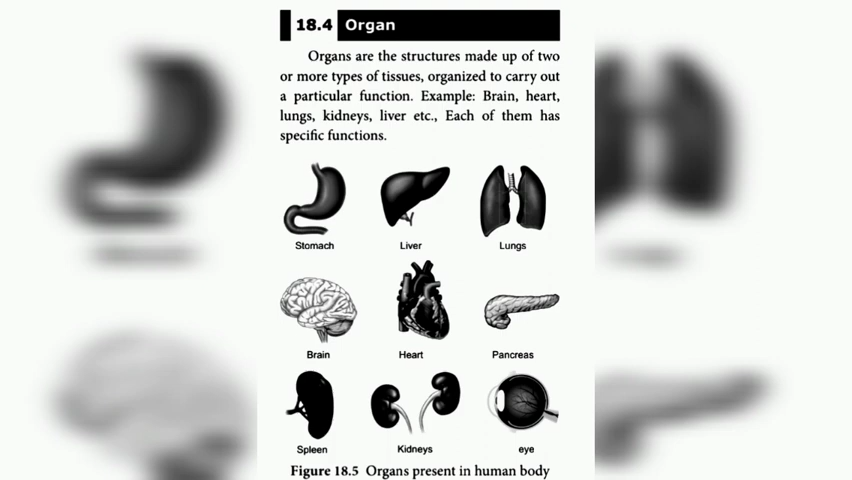 18.4 Organ
Organs are the structures made up of two
or more types of tissues, organized to carry out
a particular function. Example: Brain, heart,
lungs, kidneys, liver etc., Each of them has
specific functions.
Stomach Liver Lungs
Brain Heart Pancreas
Spleen Kidneys eye
Figure 18.5 Organs present in human body